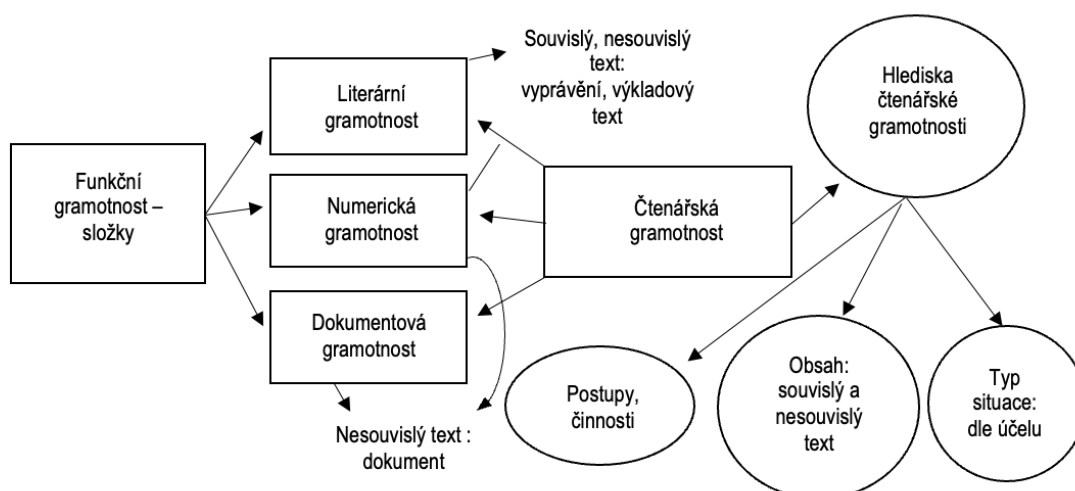 Funkční
gramotnost –
složky
Literární
gramotnost
Numerická
gramotnost
Dokumentová
gramotnost
Souvislý, nesouvislý
text:
vyprávění, výkladový
text
Nesouvislý text :
dokument
Čtenářská
gramotnost
Hlediska
čtenářské
gramotnosti
Postupy,
činnosti
Obsah:
souvislý a
nesouvislý
text
Typ
situace:
dle účelu